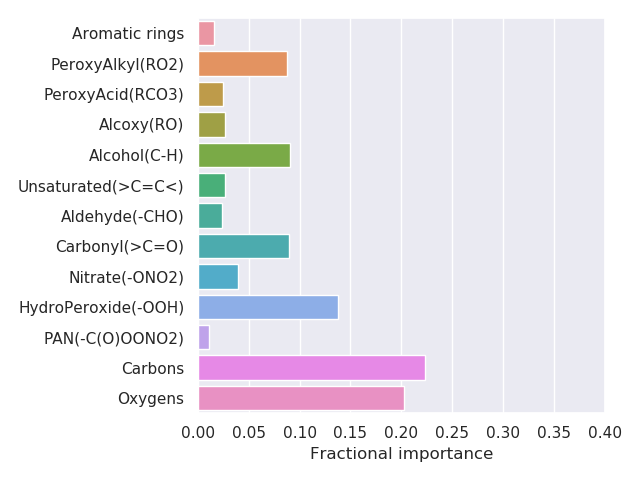 Aromatic rings
PeroxyAlkyl(RO2)
PeroxyAcid(RCO3)
Alcoxy(RO)
Alcohol(C-H)
Unsaturated(>C=C<)
Aldehyde(-CHO)
Carbonyl(>C=O)
Nitrate(-ONO2)
HydroPeroxide(-OOH)
PAN(-C(O)OONO2)
Carbons
Oxygens
0.00 0.05 0.10 0.15 0.20 0.25 0.30 0.35 0.40
Fractional importance